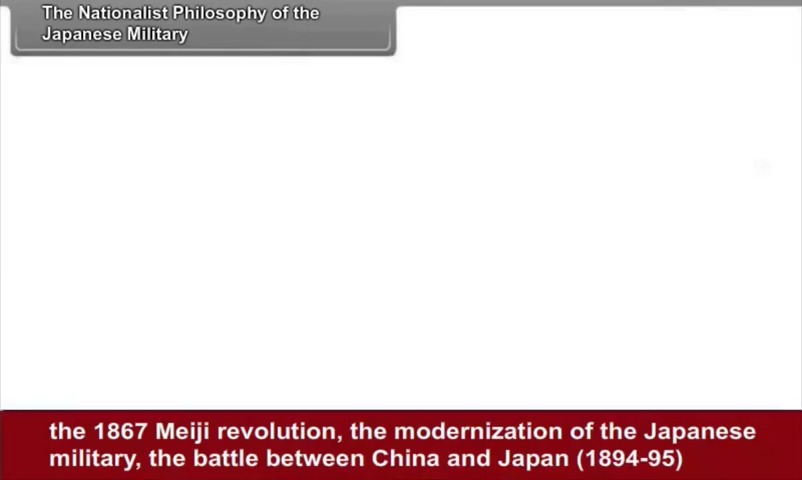 The Nationalist Philosophy of the
Japanese Military
the 1867 Meiji revolution, the modernization of the Japanese
military, the battle between China and Japan (1894-95)